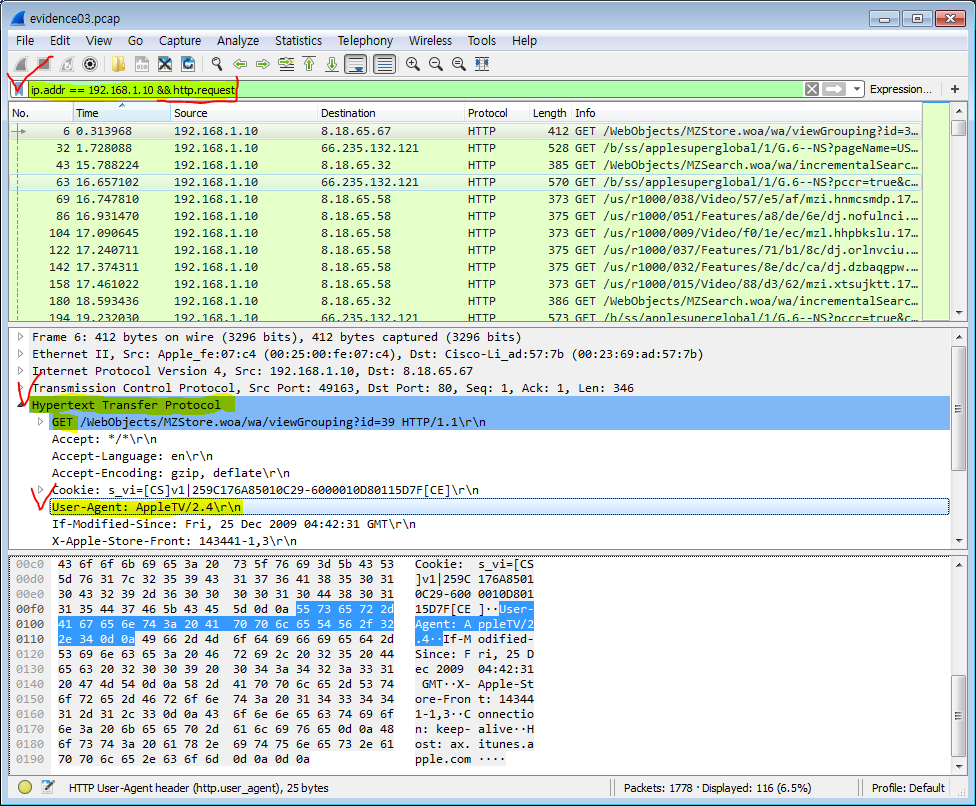 evidence03.pcap
File Edit View Go Capture Analyze Statistics Telephony Wireless Tools Help
ip.addr == 192.168.1.10 && http.request
Expression... +
No. Time Source Destination Protocol Length Info
6 0.313968 192.168.1.10 8.18.65.67 HTTP 412 GET /WebObjects/MZStore.woa/wa/viewGrouping?id=3…
32 1.728088 192.168.1.10 66.235.132.121 HTTP 528 GET /b/ss/applesuperglobal/1/G.6--NS?pageName=US…
43 15.788224 192.168.1.10 8.18.65.32 HTTP 385 GET /WebObjects/MZSearch.woa/wa/incrementalSearc…
63 16.657102 192.168.1.10 66.235.132.121 HTTP 570 GET /b/ss/applesuperglobal/1/G.6--NS?pccr=true&c…
69 16.747810 192.168.1.10 8.18.65.58 HTTP 373 GET /us/r1000/038/Video/57/e5/af/mzi.hnmcsmdp.17…
86 16.931470 192.168.1.10 8.18.65.58 HTTP 375 GET /us/r1000/051/Features/a8/de/6e/dj.nofulnci.…
104 17.090645 192.168.1.10 8.18.65.58 HTTP 373 GET /us/r1000/009/Video/f0/1e/ec/mzl.hhpbkslu.17…
122 17.240711 192.168.1.10 8.18.65.58 HTTP 375 GET /us/r1000/037/Features/71/b1/8c/dj.orlnvciu.…
142 17.374311 192.168.1.10 8.18.65.58 HTTP 375 GET /us/r1000/032/Features/8e/dc/ca/dj.dzbaqgpw.…
158 17.461022 192.168.1.10 8.18.65.58 HTTP 373 GET /us/r1000/015/Video/88/d3/62/mzi.xtsujktt.17…
180 18.593436 192.168.1.10 8.18.65.32 HTTP 386 GET /WebObjects/MZSearch.woa/wa/incrementalSearc…
194 19.232030 192.168.1.10 66.235.132.121 HTTP 573 GET /b/ss/applesuperglobal/1/G.6--NS?pccr=true&c…
Frame 6: 412 bytes on wire (3296 bits), 412 bytes captured (3296 bits)
Ethernet II, Src: Apple_fe:07:c4 (00:25:00:fe:07:c4), Dst: Cisco-Li_ad:57:7b (00:23:69:ad:57:7b)
Internet Protocol Version 4, Src: 192.168.1.10, Dst: 8.18.65.67
Transmission Control Protocol, Src Port: 49163, Dst Port: 80, Seq: 1, Ack: 1, Len: 346
Hypertext Transfer Protocol
GET /WebObjects/MZStore.woa/wa/viewGrouping?id=39 HTTP/1.1\r\n
Accept: */*\r\n
Accept-Language: en\r\n
Accept-Encoding: gzip, deflate\r\n
Cookie: s_vi=[CS]v1|259C176A85010C29-6000010D80115D7F[CE]\r\n
User-Agent: AppleTV/2.4\r\n
If-Modified-Since: Fri, 25 Dec 2009 04:42:31 GMT\r\n
X-Apple-Store-Front: 143441-1,3\r\n
00c0 43 6f 6f 6b 69 65 3a 20 73 5f 76 69 3d 5b 43 53 Cookie: s_vi=[CS
00d0 5d 76 31 7c 32 35 39 43 31 37 36 41 38 35 30 31 ]v1|259C 176A8501
00e0 30 43 32 39 2d 36 30 30 30 30 31 30 44 38 30 31 0C29-600 0010D801
00f0 31 35 44 37 46 5b 43 45 5d 0d 0a 55 73 65 72 2d 15D7F[CE ]··User-
0100 41 67 65 6e 74 3a 20 41 70 70 6c 65 54 56 2f 32 Agent: A ppleTV/2
0110 2e 34 0d 0a 49 66 2d 4d 6f 64 69 66 69 65 64 2d .4··If-M odified-
0120 53 69 6e 63 65 3a 20 46 72 69 2c 20 32 35 20 44 Since: F ri, 25 D
0130 65 63 20 32 30 30 39 20 30 34 3a 34 32 3a 33 31 ec 2009 04:42:31
0140 20 47 4d 54 0d 0a 58 2d 41 70 70 6c 65 2d 53 74 GMT··X- Apple-St
0150 6f 72 65 2d 46 72 6f 6e 74 3a 20 31 34 33 34 34 ore-Fron t: 14344
0160 31 2d 31 2c 33 0d 0a 43 6f 6e 6e 65 63 74 69 6f 1-1,3··C onnectio
0170 6e 3a 20 6b 65 65 70 2d 61 6c 69 76 65 0d 0a 48 n: keep- alive··H
0180 6f 73 74 3a 20 61 78 2e 69 74 75 6e 65 73 2e 61 ost: ax. itunes.a
0190 70 70 6c 65 2e 63 6f 6d 0d 0a 0d 0a pple.com ····
HTTP User-Agent header (http.user_agent), 25 bytes
Packets: 1778 · Displayed: 116 (6.5%)
Profile: Default